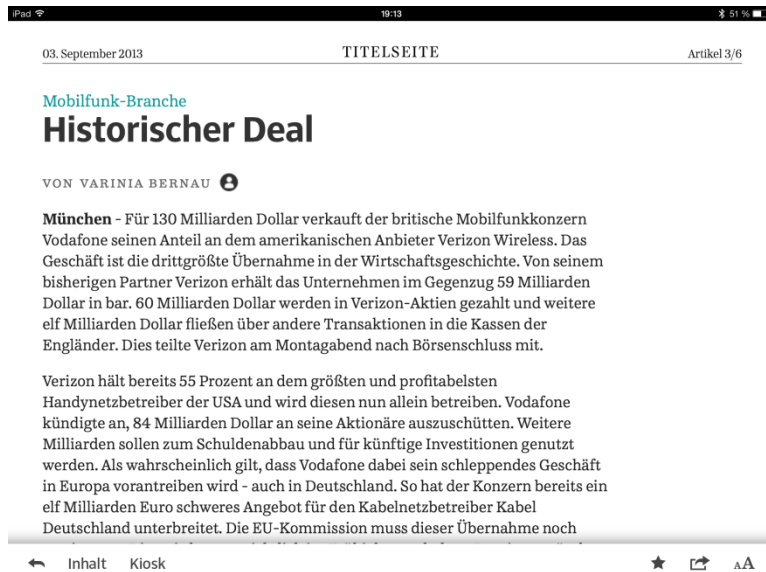 iPad 19:13 51 %
03. September 2013 TITELSEITE Artikel 3/6
Mobilfunk-Branche
Historischer Deal
VON VARINIA BERNAU
München - Für 130 Milliarden Dollar verkauft der britische Mobilfunkkonzern
Vodafone seinen Anteil an dem amerikanischen Anbieter Verizon Wireless. Das
Geschäft ist die drittgrößte Übernahme in der Wirtschaftsgeschichte. Von seinem
bisherigen Partner Verizon erhält das Unternehmen im Gegenzug 59 Milliarden
Dollar in bar. 60 Milliarden Dollar werden in Verizon-Aktien gezahlt und weitere
elf Milliarden Dollar fließen über andere Transaktionen in die Kassen der
Engländer. Dies teilte Verizon am Montagabend nach Börsenschluss mit.
Verizon hält bereits 55 Prozent an dem größten und profitabelsten
Handynetzbetreiber der USA und wird diesen nun allein betreiben. Vodafone
kündigte an, 84 Milliarden Dollar an seine Aktionäre auszuschütten. Weitere
Milliarden sollen zum Schuldenabbau und für künftige Investitionen genutzt
werden. Als wahrscheinlich gilt, dass Vodafone dabei sein schleppendes Geschäft
in Europa vorantreiben wird - auch in Deutschland. So hat der Konzern bereits ein
elf Milliarden Euro schweres Angebot für den Kabelnetzbetreiber Kabel
Deutschland unterbreitet. Die EU-Kommission muss dieser Übernahme noch
Inhalt Kiosk AA